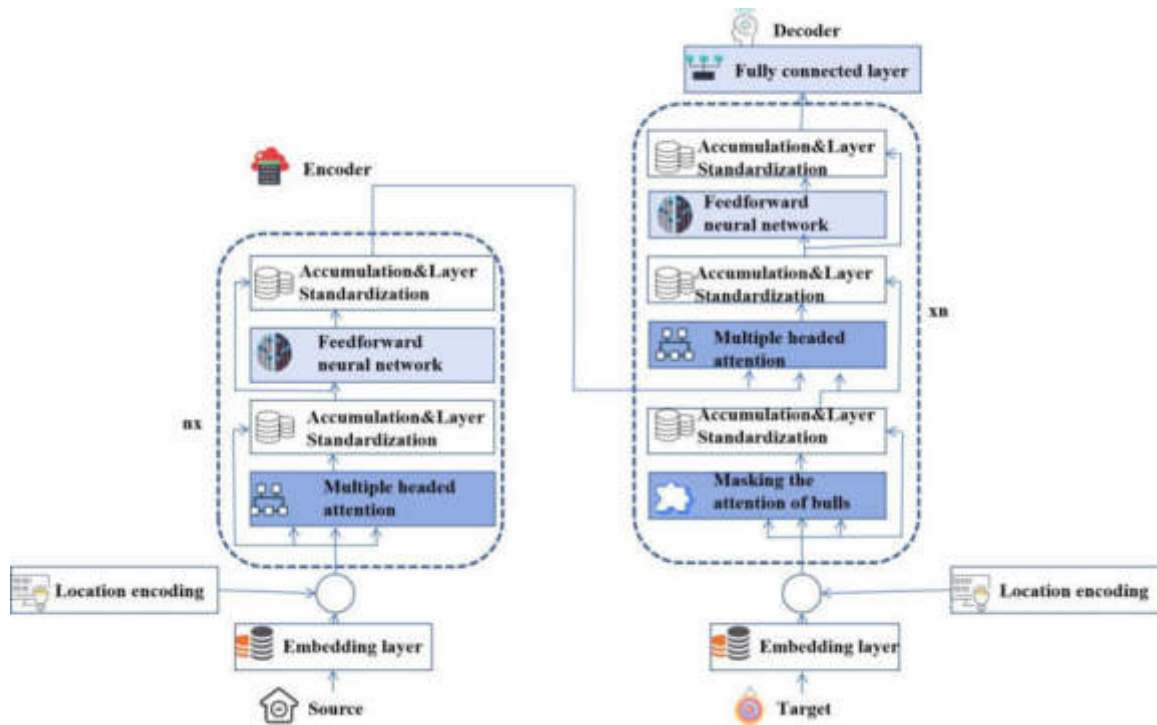 Decoder
Fully connected layer
Accumulation&Layer
Standardization
Feedforward
neural network
Accumulation&Layer
Standardization
xn
Multiple headed
attention
Accumulation&Layer
Standardization
Masking the
attention of bulls
Location encoding
Embedding layer
Target
Encoder
Accumulation&Layer
Standardization
Feedforward
neural network
nx
Accumulation&Layer
Standardization
Multiple headed
attention
Location encoding
Embedding layer
Source